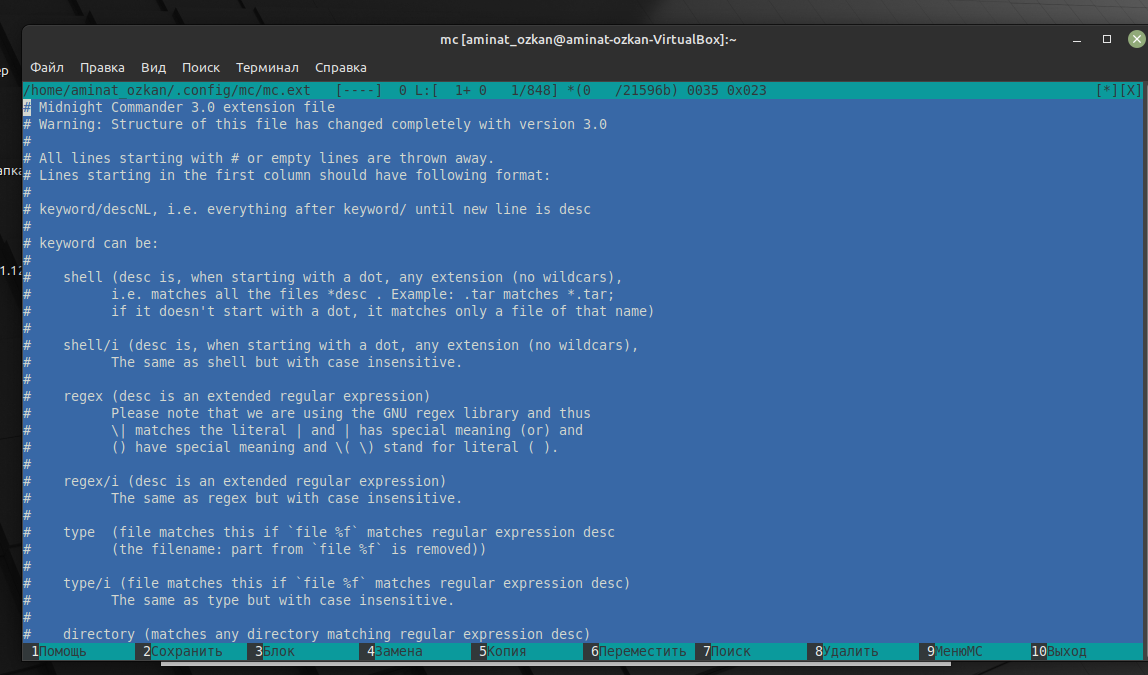 mc [aminat_ozkan@aminat-ozkan-VirtualBox]:~
Файл Правка Вид Поиск Терминал Справка
/home/aminat_ozkan/.config/mc/mc.ext   [----]  0 L:[  1+ 0   1/848] *(0   /21596b) 0035 0x023   [*][X]
# Midnight Commander 3.0 extension file
# Warning: Structure of this file has changed completely with version 3.0
#
# All lines starting with # or empty lines are thrown away.
# Lines starting in the first column should have following format:
#
# keyword/descNL, i.e. everything after keyword/ until new line is desc
#
# keyword can be:
#
#    shell (desc is, when starting with a dot, any extension (no wildcars),
#          i.e. matches all the files *desc . Example: .tar matches *.tar;
#          if it doesn't start with a dot, it matches only a file of that name)
#
#    shell/i (desc is, when starting with a dot, any extension (no wildcars),
#          The same as shell but with case insensitive.
#
#    regex (desc is an extended regular expression)
#          Please note that we are using the GNU regex library and thus
#          \| matches the literal | and | has special meaning (or) and
#          () have special meaning and \( \) stand for literal ( ).
#
#    regex/i (desc is an extended regular expression)
#          The same as regex but with case insensitive.
#
#    type  (file matches this if `file %f` matches regular expression desc
#          (the filename: part from `file %f` is removed))
#
#    type/i (file matches this if `file %f` matches regular expression desc)
#          The same as type but with case insensitive.
#
#    directory (matches any directory matching regular expression desc)
1Помощь 2Сохранить 3Блок 4Замена 5Копия 6Переместить 7Поиск 8Удалить 9МенюMC 10Выход